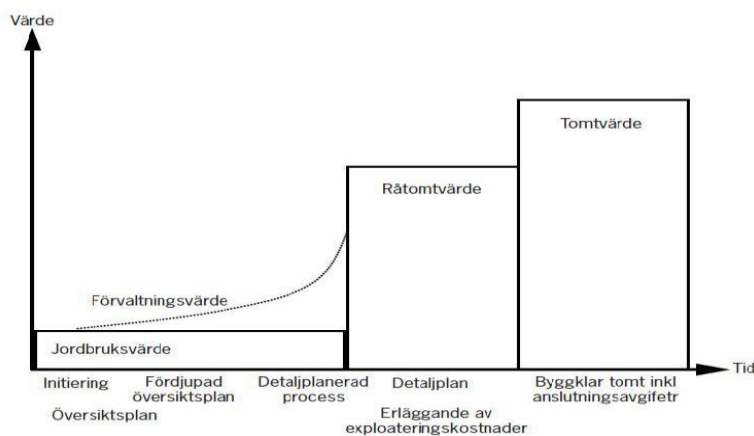 Värde
Tomtvärde
Råtomtvärde
Förvaltningsvärde
Jordbruksvärde
Tid
Initiering
Översiktsplan
Fördjupad
översiktsplan
Detaljplanerad
process
Detaljplan
Erläggande av
exploateringskostnader
Byggklar tomt inkl
anslutningsavgifetr